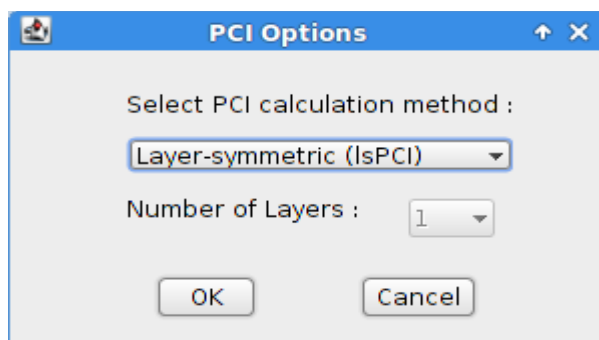 PCI Options
Select PCI calculation method :
Layer-symmetric (lsPCI)
Number of Layers :
1
OK
Cancel